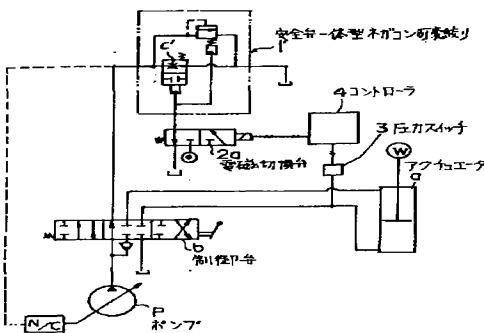 安全弁一体型ネガコン可変絞り
1
C'
4コントローラ
3圧力スイッチ
W
アクチュエータ
a
2a
電磁切換弁
b
制御弁
P
ポンプ
N/C